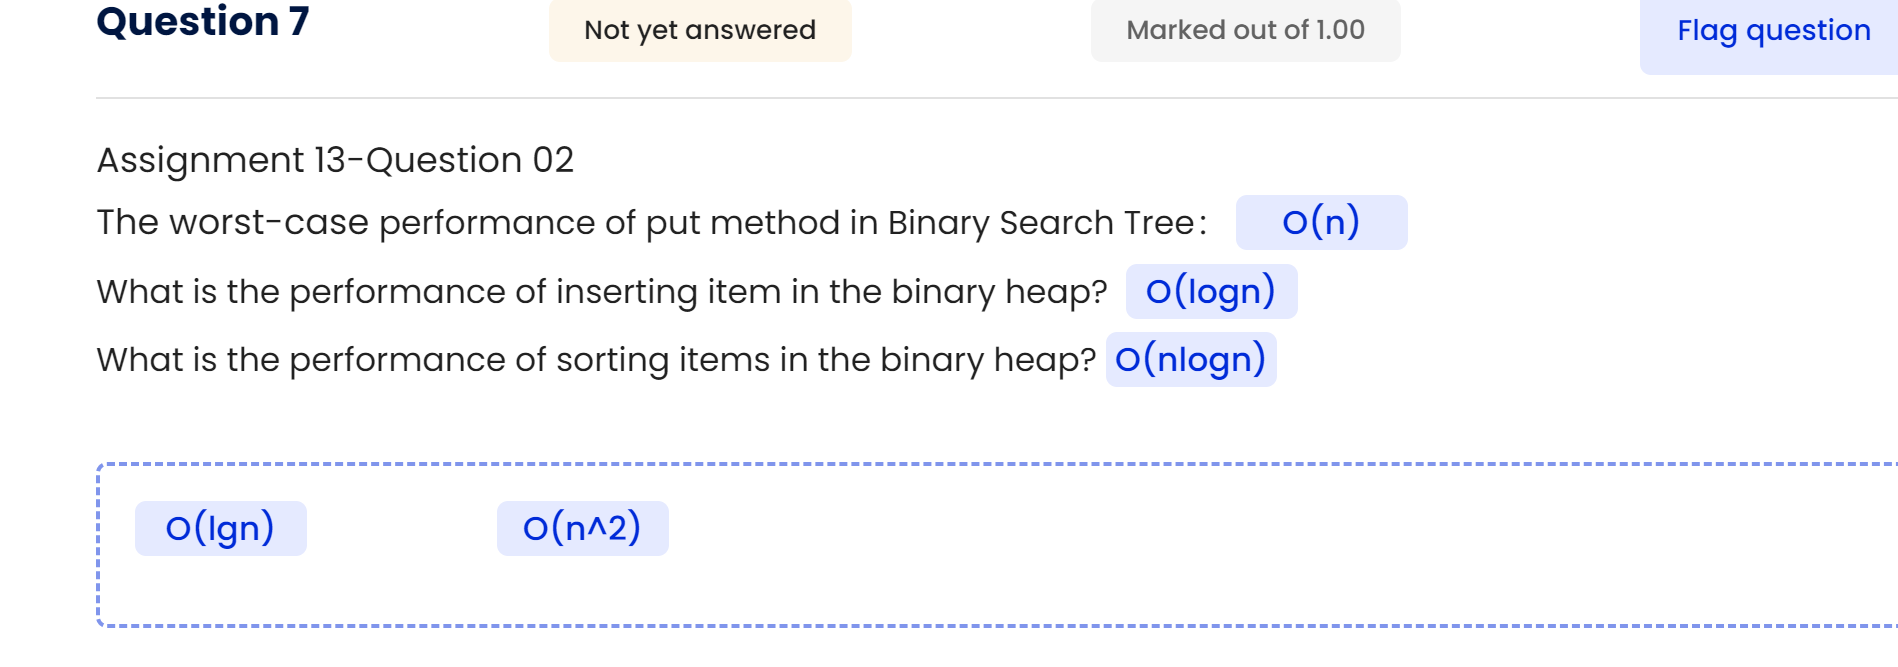 Question 7 Not yet answered Marked out of 1.00 Flag question
Assignment 13-Question 02
The worst-case performance of put method in Binary Search Tree: O(n)
What is the performance of inserting item in the binary heap? O(logn)
What is the performance of sorting items in the binary heap? O(nlogn)
O(lgn) O(n^2)